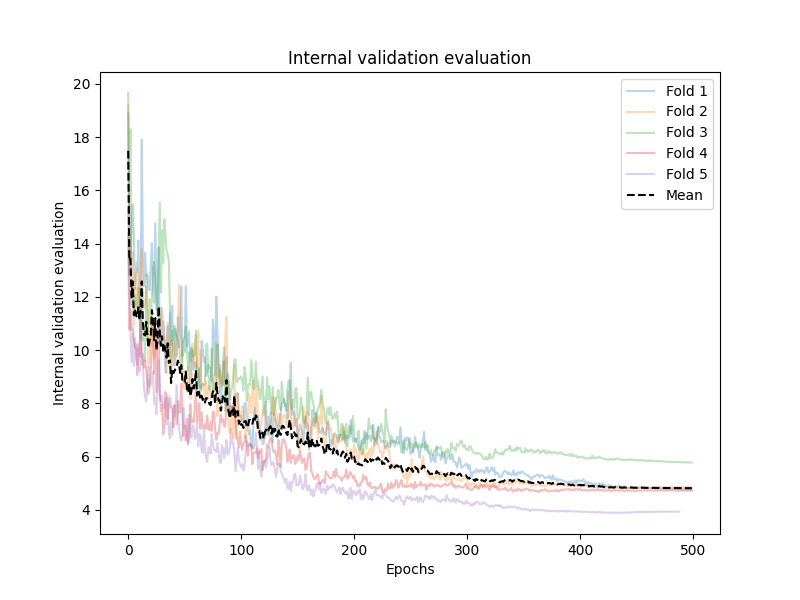 Internal validation evaluation
Internal validation evaluation
20
18
16
14
12
10
8
6
4
0
100
200
300
400
500
Epochs
Fold 1
Fold 2
Fold 3
Fold 4
Fold 5
Mean